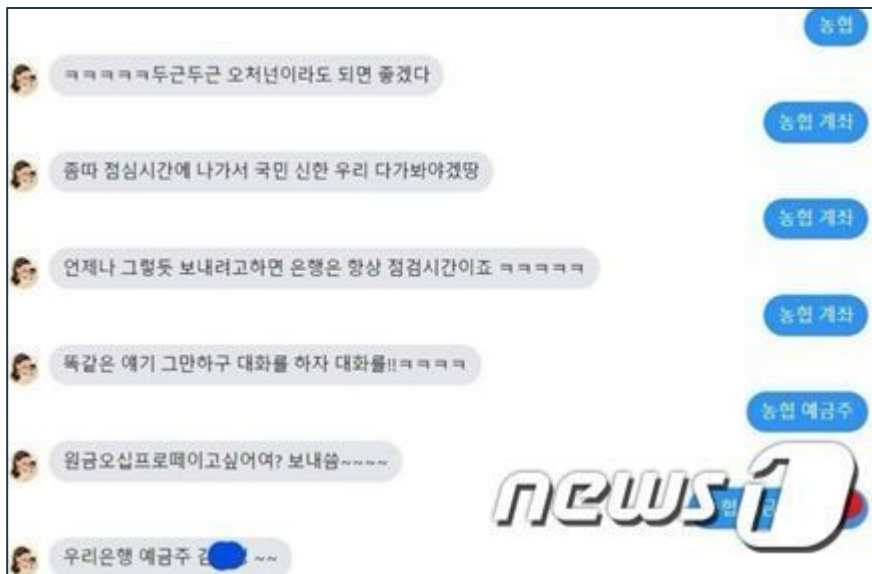 농협
ㅋㅋㅋㅋㅋ두근두근 오처넌이라도 되면 좋겠다
농협 계좌
좀따 점심시간에 나가서 국민 신한 우리 다가봐야겠땅
농협 계좌
언제나 그렇듯 보내려고하면 은행은 항상 점검시간이죠 ㅋㅋㅋㅋㅋ
농협 계좌
똑같은 얘기 그만하구 대화를 하자 대화를!!ㅋㅋㅋㅋ
농협 예금주
원금오십프로떼이고싶어여? 보내씀~~~~
news1
우리은행 예금주 ~~